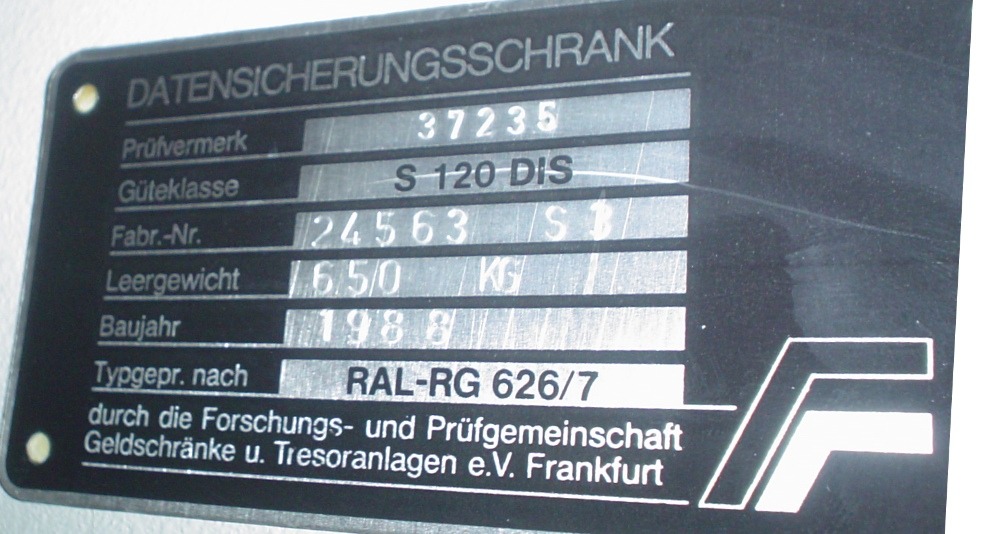 DATENSICHERUNGSSCHRANK
Prüfvermerk 37235
Güteklasse S 120 DIS
Fabr.-Nr. 24563 S 3
Leergewicht 650 KG
Baujahr 1988
Typgepr. nach RAL-RG 626/7
durch die Forschungs- und Prüfgemeinschaft
Geldschränke u. Tresoranlagen e.V. Frankfurt